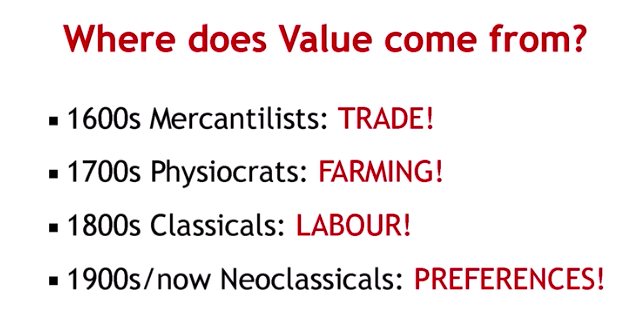 Where does Value come from?
▪ 1600s Mercantilists: TRADE!
▪ 1700s Physiocrats: FARMING!
▪ 1800s Classicals: LABOUR!
▪ 1900s/now Neoclassicals: PREFERENCES!